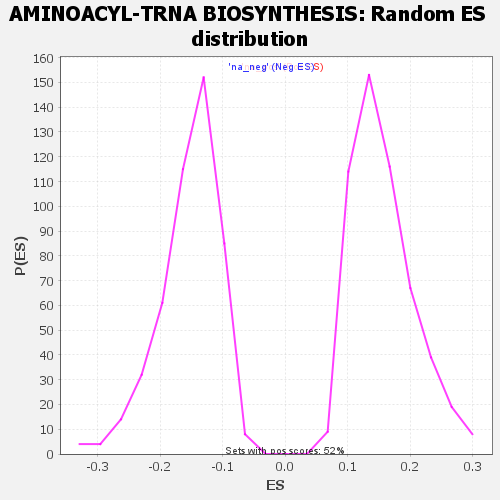 AMINOACYL-TRNA BIOSYNTHESIS: Random ES
distribution
'na_neg' (Neg ES) S)
160
150
140
130
120
110
100
90
80
70
60
50
40
30
20
10
0
P(ES)
Sets with pos scores: 52%
-0.3 -0.2 -0.1 0.0 0.1 0.2 0.3
ES